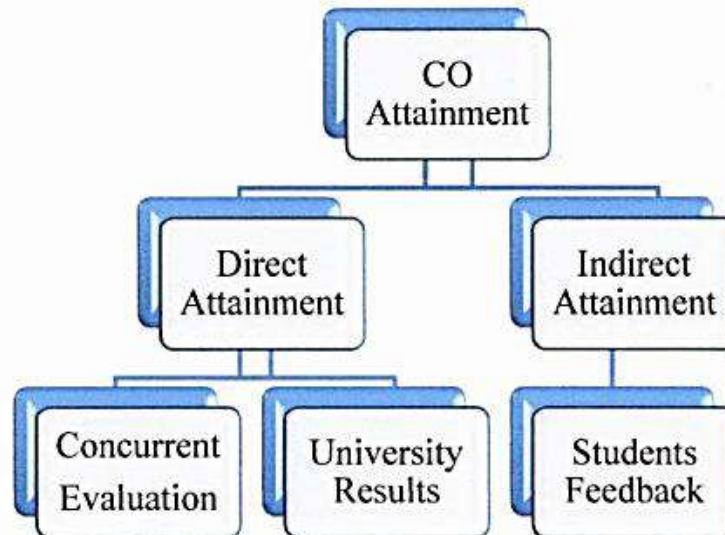 CO
Attainment
Direct
Attainment
Indirect
Attainment
Concurrent
Evaluation
University
Results
Students
Feedback